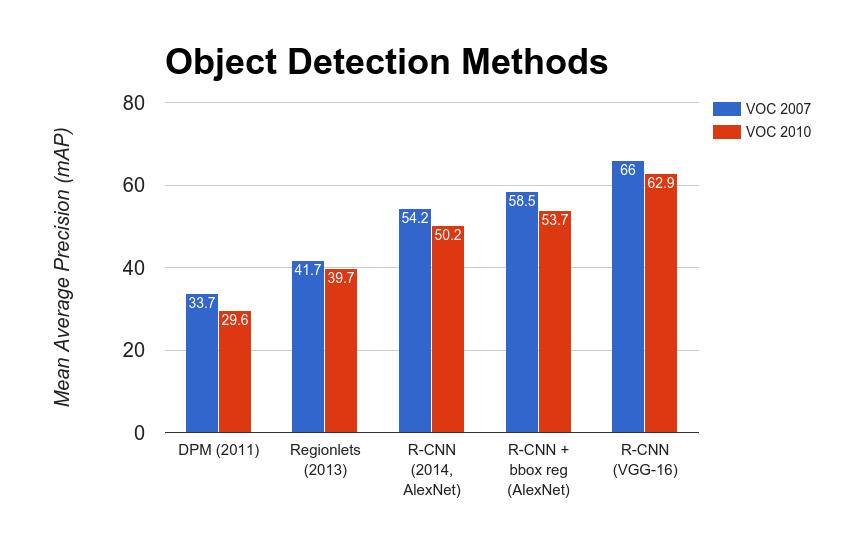 Object Detection Methods
Mean Average Precision (mAP)
80
60
40
20
0
VOC 2007
VOC 2010
33.7
29.6
41.7
39.7
54.2
50.2
58.5
53.7
66
62.9
DPM (2011)
Regionlets
(2013)
R-CNN
(2014,
AlexNet)
R-CNN +
bbox reg
(AlexNet)
R-CNN
(VGG-16)